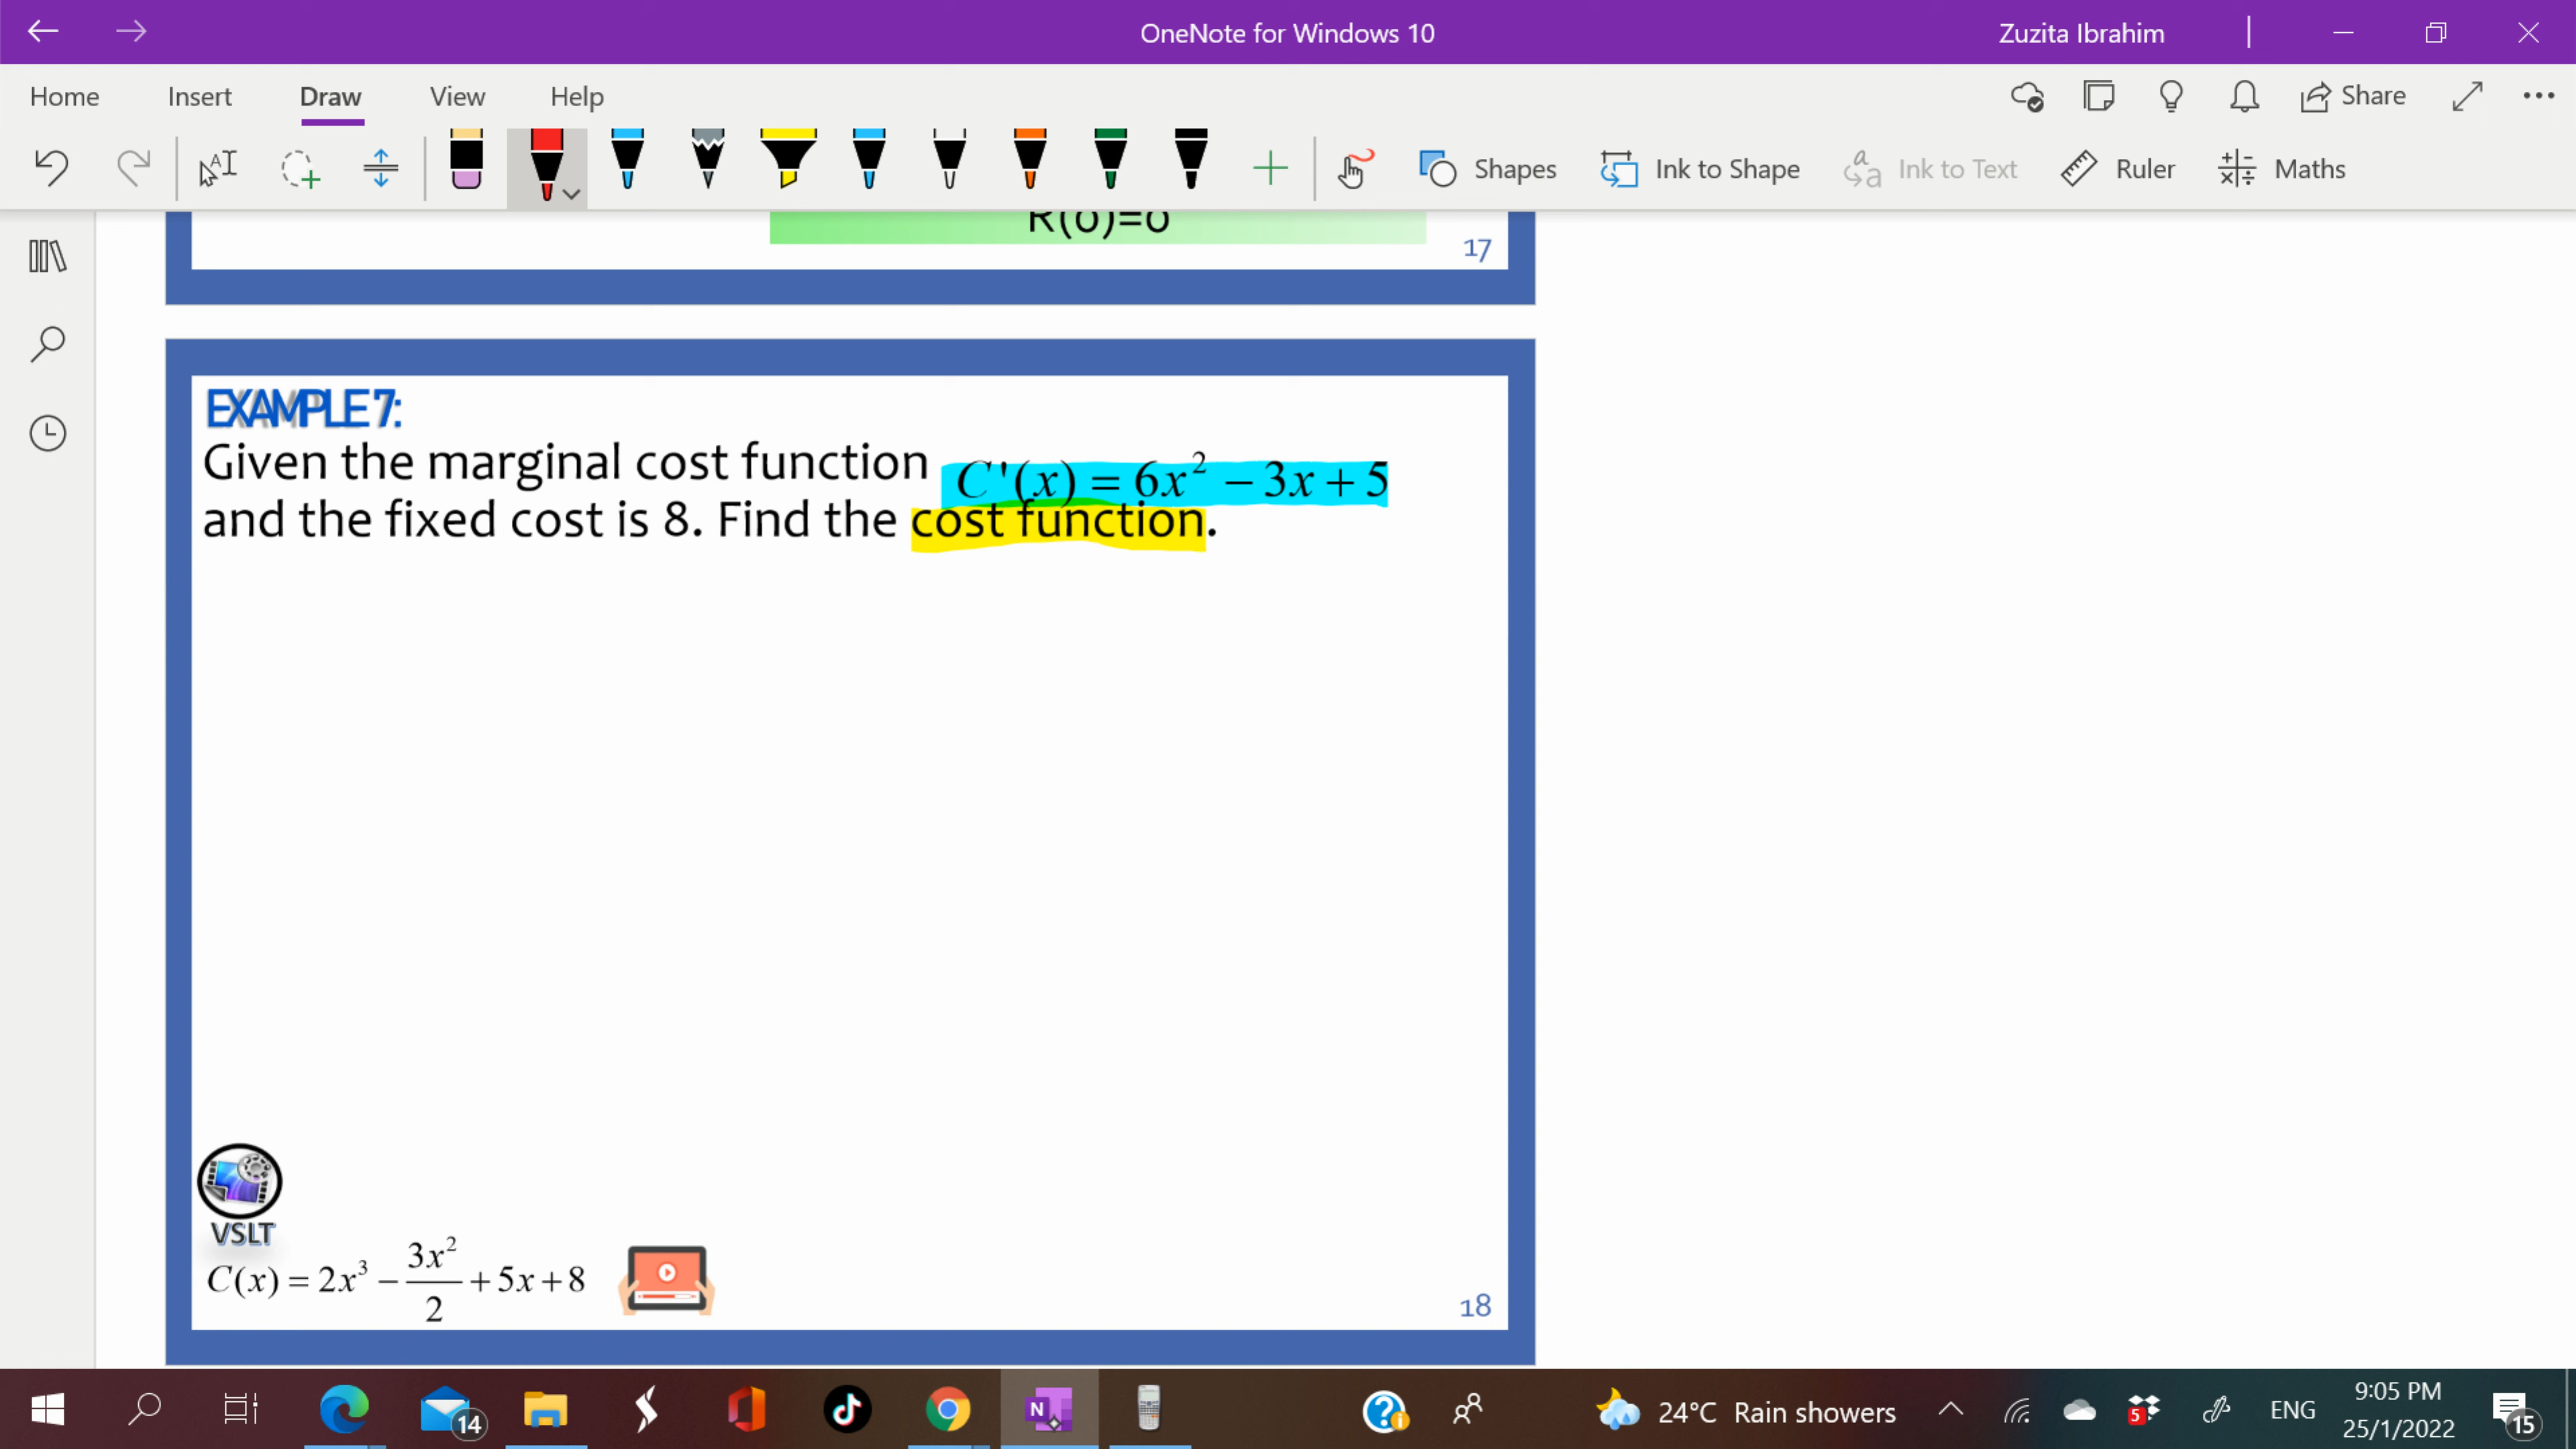 OneNote for Windows 10
Zuzita Ibrahim
Home Insert Draw View Help
Share
Shapes Ink to Shape Ink to Text Ruler Maths
R(0)=0
17
EXAMPLE 7:
Given the marginal cost function C'(x) = 6x² − 3x + 5
and the fixed cost is 8. Find the cost function.
VSLT
C(x) = 2x³ − 3x²/2 + 5x + 8
18
14
24°C Rain showers
5
ENG
9:05 PM
25/1/2022
15